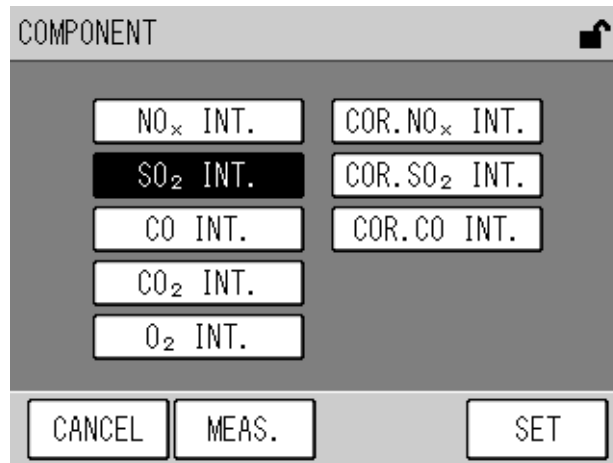 COMPONENT
NOₓ INT.
COR.NOₓ INT.
SO₂ INT.
COR.SO₂ INT.
CO INT.
COR.CO INT.
CO₂ INT.
O₂ INT.
CANCEL
MEAS.
SET